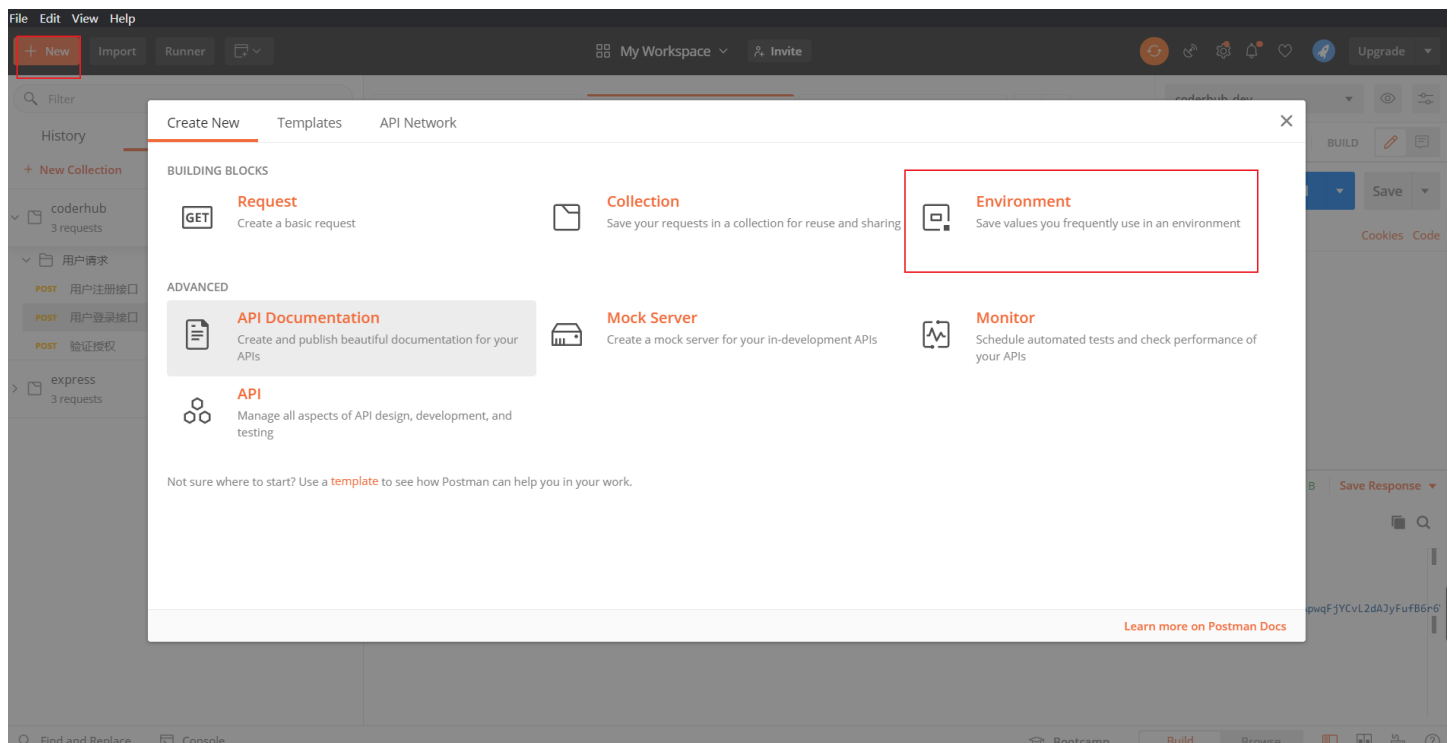 File Edit View Help
+ New Import Runner My Workspace Invite Upgrade
Filter
coderhub-dev
Create New Templates API Network
History
BUILD
+ New Collection
BUILDING BLOCKS
Request
Create a basic request
GET
Collection
Save your requests in a collection for reuse and sharing
Environment
Save values you frequently use in an environment
Save
coderhub
3 requests
Cookies Code
用户请求
POST 用户注册接口
POST 用户登录接口
POST 验证授权
express
3 requests
ADVANCED
API Documentation
Create and publish beautiful documentation for your
APIs
Mock Server
Create a mock server for your in-development APIs
Monitor
Schedule automated tests and check performance of
your APIs
API
Manage all aspects of API design, development, and
testing
Not sure where to start? Use a template to see how Postman can help you in your work.
B Save Response
pwqFjYCvL2dAJyFufB6r6
Learn more on Postman Docs
Find and Replace Console Bootcamp Build Browse